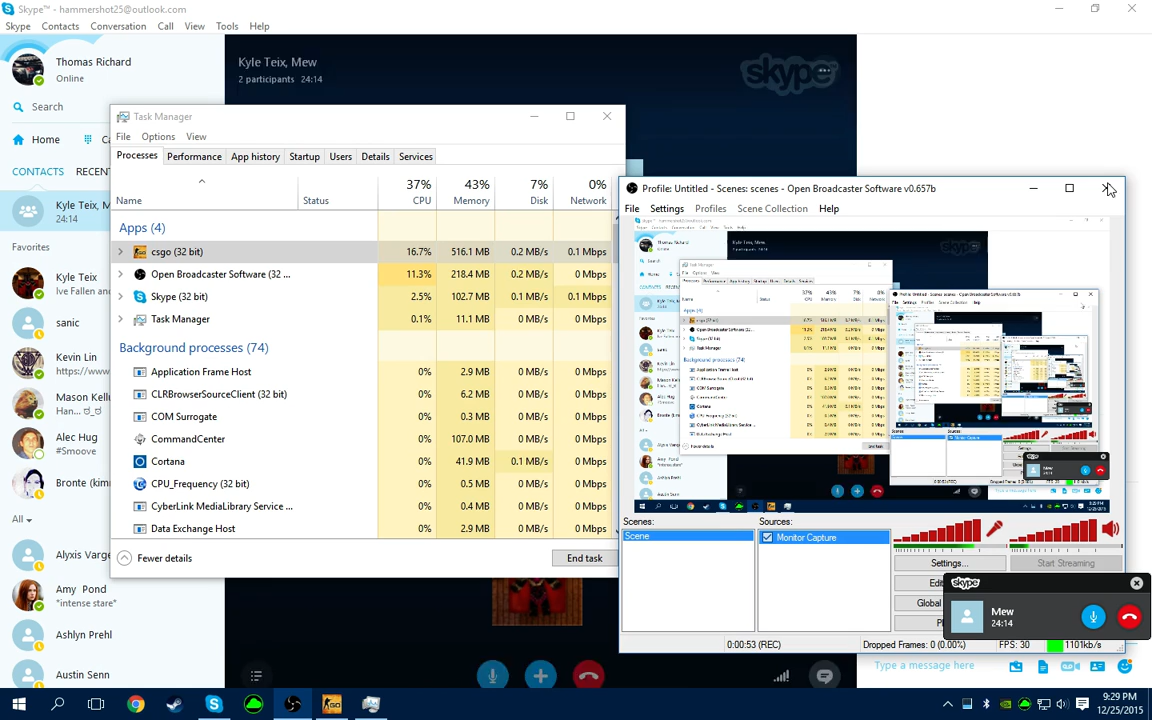 Skype™ - hammershot25@outlook.com
Skype Contacts Conversation Call View Tools Help
Thomas Richard
Online
Search
Home
CONTACTS RECEN
Kyle Teix, M
24:14
Favorites
Kyle Teix
Ive Fallen and
sanic
Kevin Lin
https://www
Mason Kell
Han...
Alec Hug
#Smoove
Bronte (kim
All
Alyxis Varge
Amy Pond
*intense stare*
Ashlyn Prehl
Austin Senn
Kyle Teix, Mew
2 participants 24:14
skype
Task Manager
File Options View
Processes Performance App history Startup Users Details Services
37% 43% 7% 0%
Name Status CPU Memory Disk Network
Apps (4)
csgo (32 bit) 16.7% 516.1 MB 0.2 MB/s 0.1 Mbps
Open Broadcaster Software (32 ... 11.3% 218.4 MB 0.2 MB/s 0 Mbps
Skype (32 bit) 2.5% 102.7 MB 0.1 MB/s 0.1 Mbps
Task Manager 0.1% 11.1 MB 0 MB/s 0 Mbps
Background processes (74)
Application Frame Host 0% 2.9 MB 0 MB/s 0 Mbps
CLRBrowserSourceClient (32 bit) 0% 6.2 MB 0 MB/s 0 Mbps
COM Surrogate 0% 0.3 MB 0 MB/s 0 Mbps
CommandCenter 0% 107.0 MB 0 MB/s 0 Mbps
Cortana 0% 41.9 MB 0.1 MB/s 0 Mbps
CPU_Frequency (32 bit) 0% 0.5 MB 0 MB/s 0 Mbps
CyberLink MediaLibrary Service ... 0% 0.4 MB 0 MB/s 0 Mbps
Data Exchange Host 0% 2.9 MB 0 MB/s 0 Mbps
Fewer details End task
Profile: Untitled - Scenes: scenes - Open Broadcaster Software v0.657b
File Settings Profiles Scene Collection Help
Scenes: Sources:
Scene
Monitor Capture
Settings... Start Streaming
Edi
Global
0:00:53 (REC) Dropped Frames: 0 (0.00%) FPS: 30 1101kb/s
skype
Mew
24:14
Type a message here
9:29 PM
12/25/2015